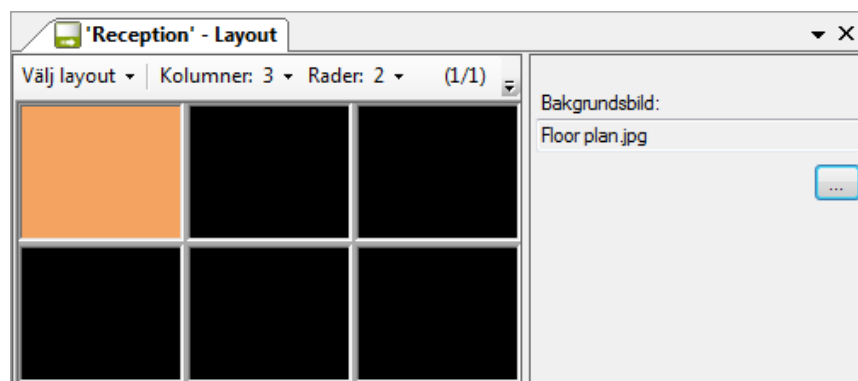 'Reception' - Layout
Välj layout Kolumner: 3 Rader: 2 (1/1)
Bakgrundsbild:
Floor plan.jpg
...